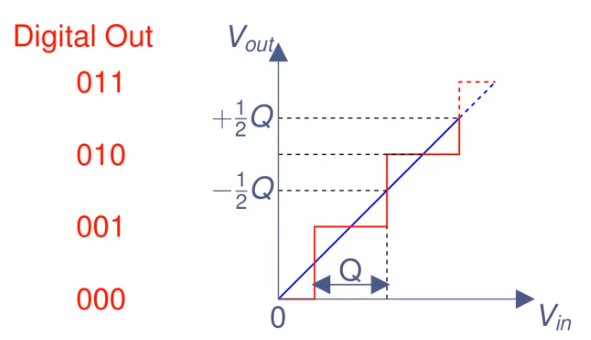 Digital Out
V_out
011
+½Q
010
−½Q
001
Q
000
0
V_in